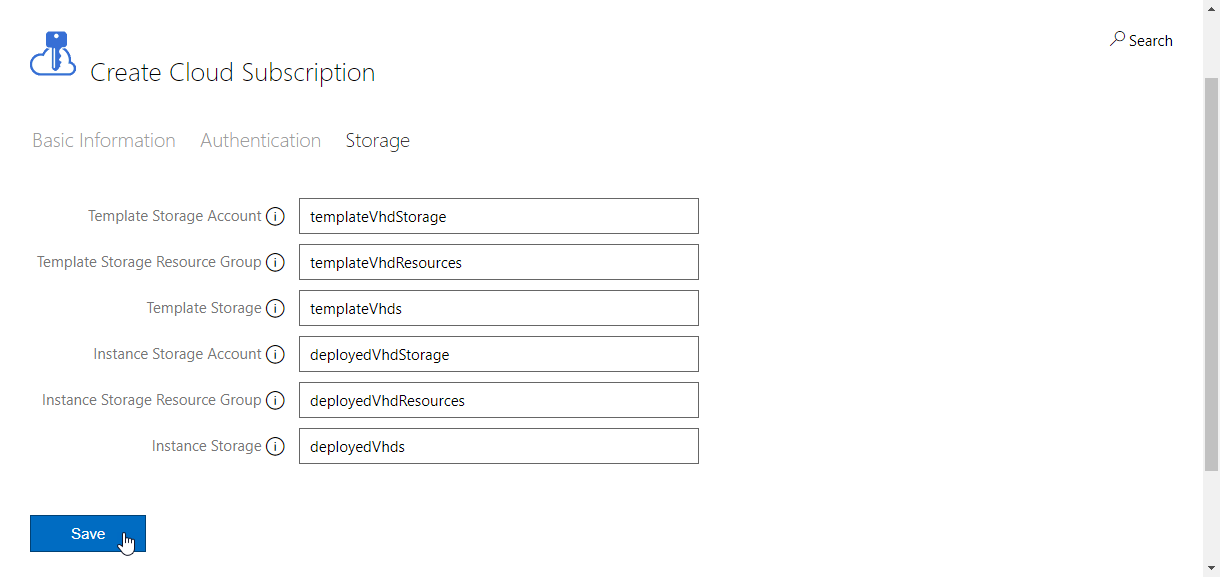 Search
Create Cloud Subscription
Basic Information Authentication Storage
Template Storage Account templateVhdStorage
Template Storage Resource Group templateVhdResources
Template Storage templateVhds
Instance Storage Account deployedVhdStorage
Instance Storage Resource Group deployedVhdResources
Instance Storage deployedVhds
Save